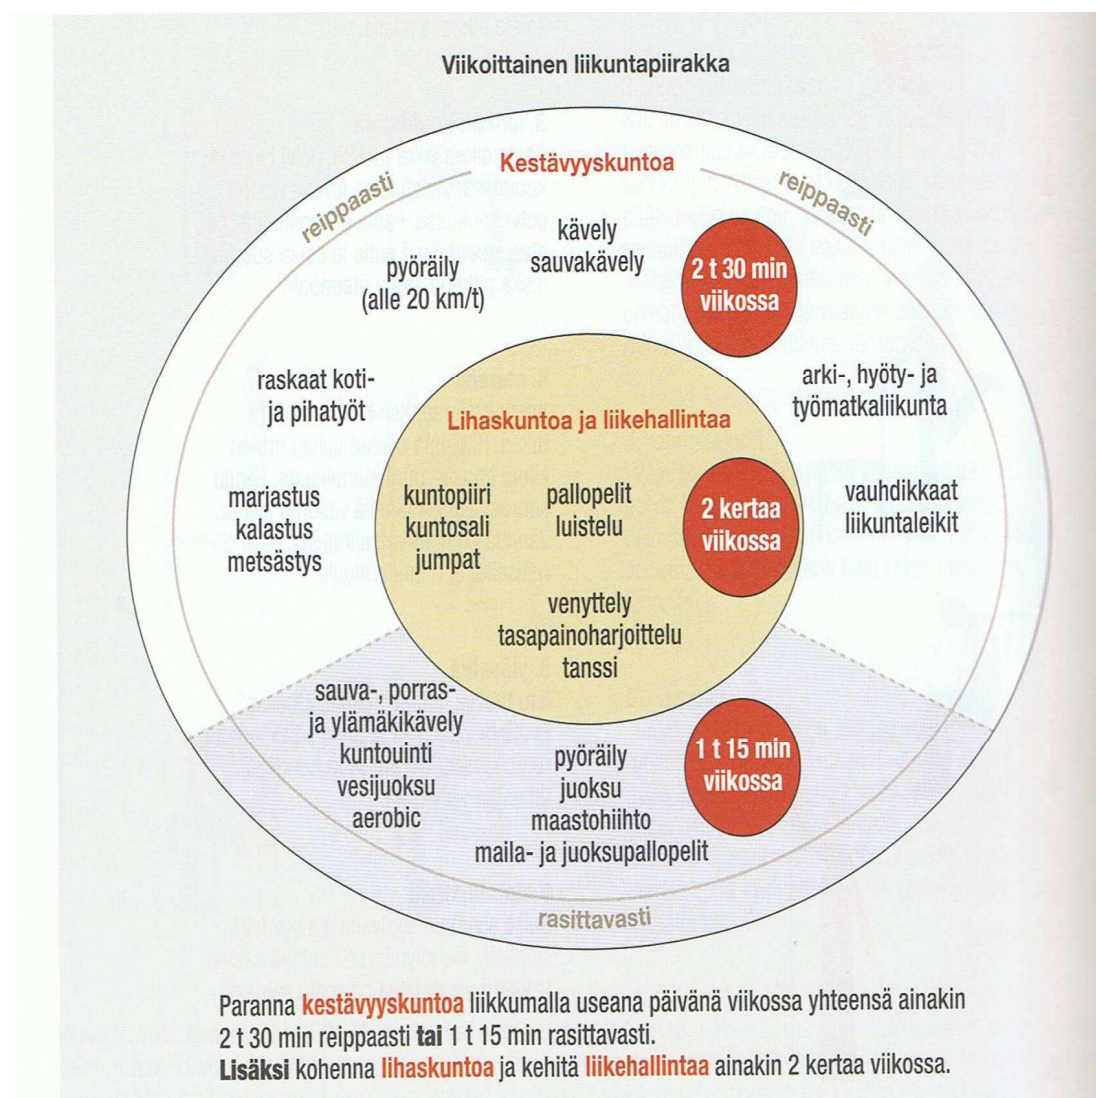 Viikoittainen liikuntapiirakka
Kestävyyskuntoa
reippaasti
reippaasti
kävely
sauvakävely
pyöräily
(alle 20 km/t)
2 t 30 min
viikossa
raskaat koti-
ja pihatyöt
arki-, hyöty- ja
työmatkaliikunta
Lihaskuntoa ja liikehallintaa
marjastus
kalastus
metsästys
kuntopiiri
kuntosali
jumpat
pallopelit
luistelu
2 kertaa
viikossa
vauhdikkaat
liikuntaleikit
venyttely
tasapainoharjoittelu
tanssi
sauva-, porras-
ja ylämäkikävely
kuntouinti
vesijuoksu
aerobic
pyöräily
juoksu
maastohiihto
maila- ja juoksupallopelit
1 t 15 min
viikossa
rasittavasti
Paranna kestävyyskuntoa liikkumalla useana päivänä viikossa yhteensä ainakin
2 t 30 min reippaasti tai 1 t 15 min rasittavasti.
Lisäksi kohenna lihaskuntoa ja kehitä liikehallintaa ainakin 2 kertaa viikossa.